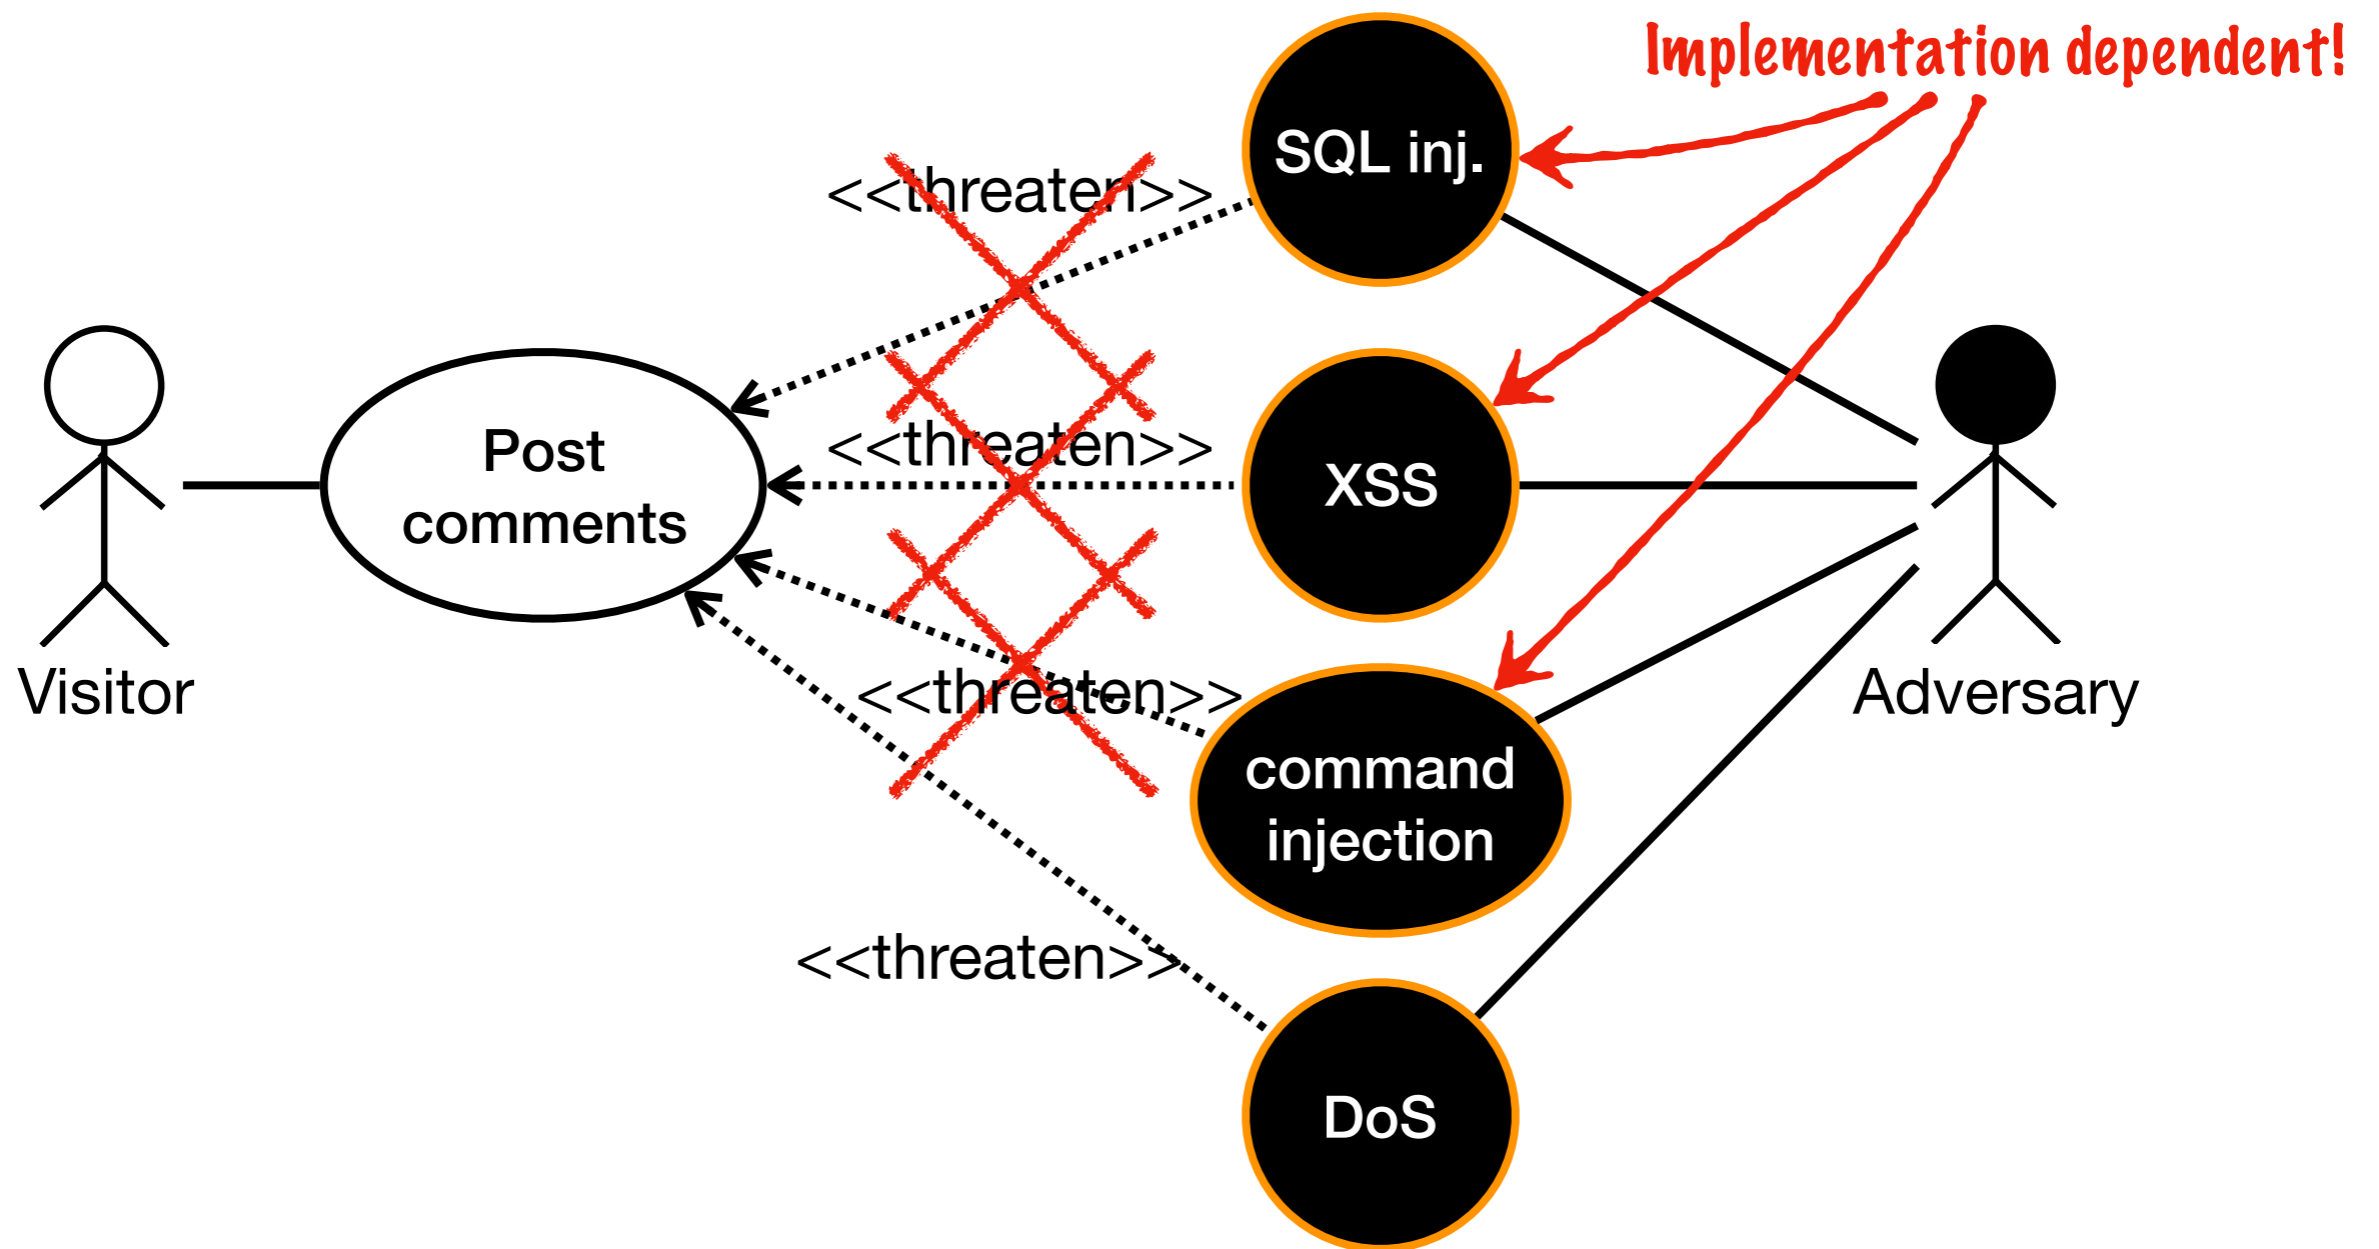 Implementation dependent!
SQL inj.
<<threaten>>
Post
comments
<<threaten>>
XSS
Visitor
<<threaten>>
Adversary
command
injection
<<threaten>>
DoS